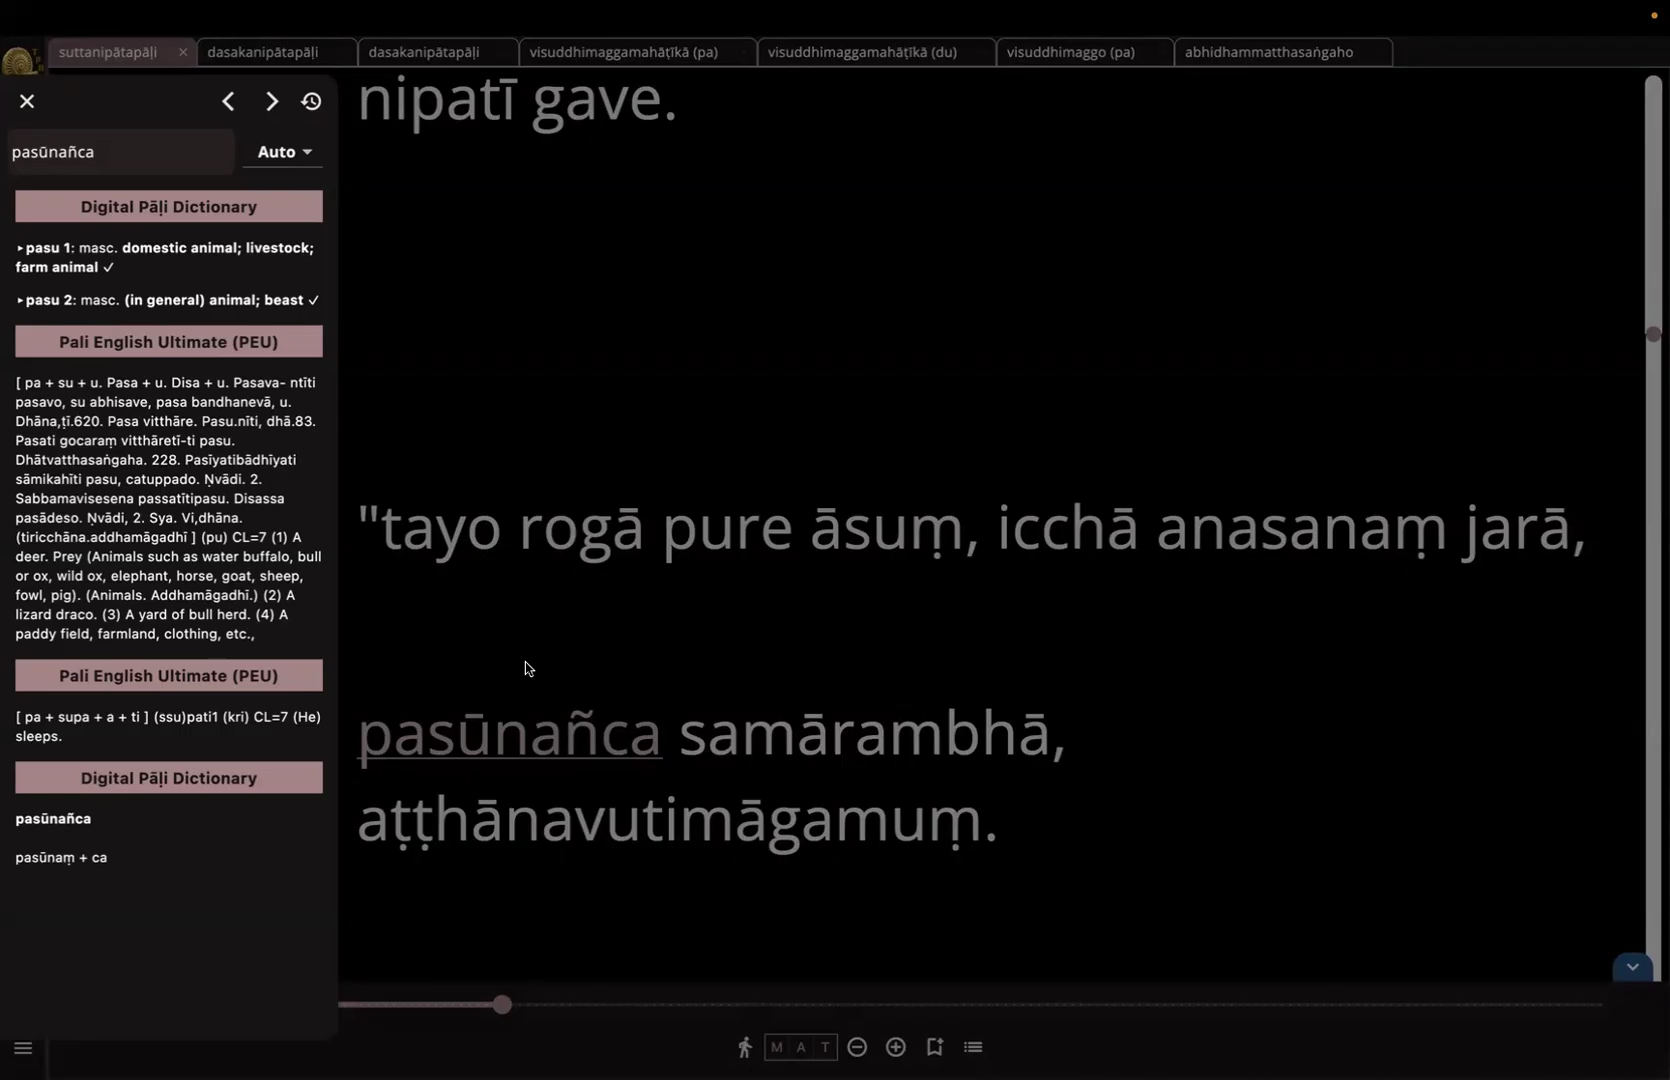 suttanipātapāḷi
dasakanipātapāḷi
dasakanipātapāḷi
visuddhimaggamahāṭīkā (pa)
visuddhimaggamahāṭīkā (du)
visuddhimaggo (pa)
abhidhammatthasaṅgaho
pasūnañca
Auto
Digital Pāḷi Dictionary
▸pasu 1: masc. domestic animal; livestock;
farm animal ✓
▸pasu 2: masc. (in general) animal; beast ✓
Pali English Ultimate (PEU)
[ pa + su + u. Pasa + u. Disa + u. Pasava- ntīti
pasavo, su abhisave, pasa bandhanevā, u.
Dhāna,ṭī.620. Pasa vitthāre. Pasu.nīti, dhā.83.
Pasati gocaraṃ vitthāretī-ti pasu.
Dhātvatthasaṅgaha. 228. Pasīyatibādhīyati
sāmikahīti pasu, catuppado. Ṇvādi. 2.
Sabbamavisesena passatītipasu. Disassa
pasādeso. Ṇvādi, 2. Sya. Vi,dhāna.
(tiricchāna.addhamāgadhī ] (pu) CL=7 (1) A
deer. Prey (Animals such as water buffalo, bull
or ox, wild ox, elephant, horse, goat, sheep,
fowl, pig). (Animals. Addhamāgadhī.) (2) A
lizard draco. (3) A yard of bull herd. (4) A
paddy field, farmland, clothing, etc.,
Pali English Ultimate (PEU)
[ pa + supa + a + ti ] (ssu)pati1 (kri) CL=7 (He)
sleeps.
Digital Pāḷi Dictionary
pasūnañca
pasūnaṃ + ca
nipatī gave.
"tayo rogā pure āsuṃ, icchā anasanaṃ jarā,
pasūnañca samārambhā,
aṭṭhānavutimāgamuṃ.
M A T